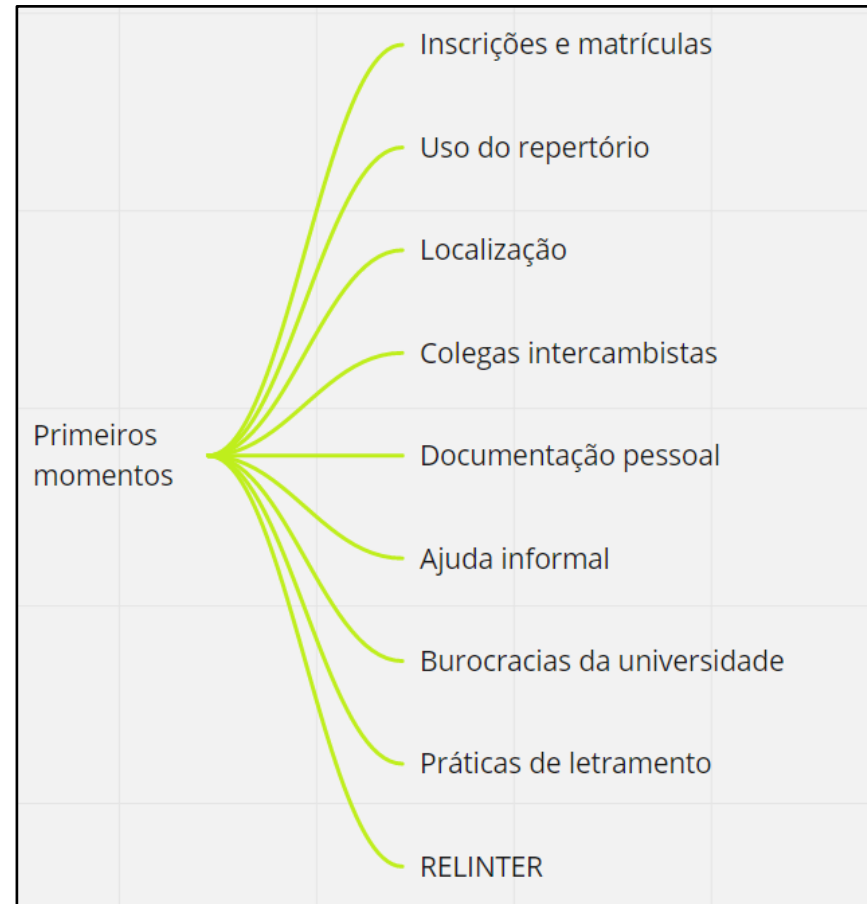 Inscrições e matrículas
Uso do repertório
Localização
Colegas intercambistas
Primeiros
momentos
Documentação pessoal
Ajuda informal
Burocracias da universidade
Práticas de letramento
RELINTER